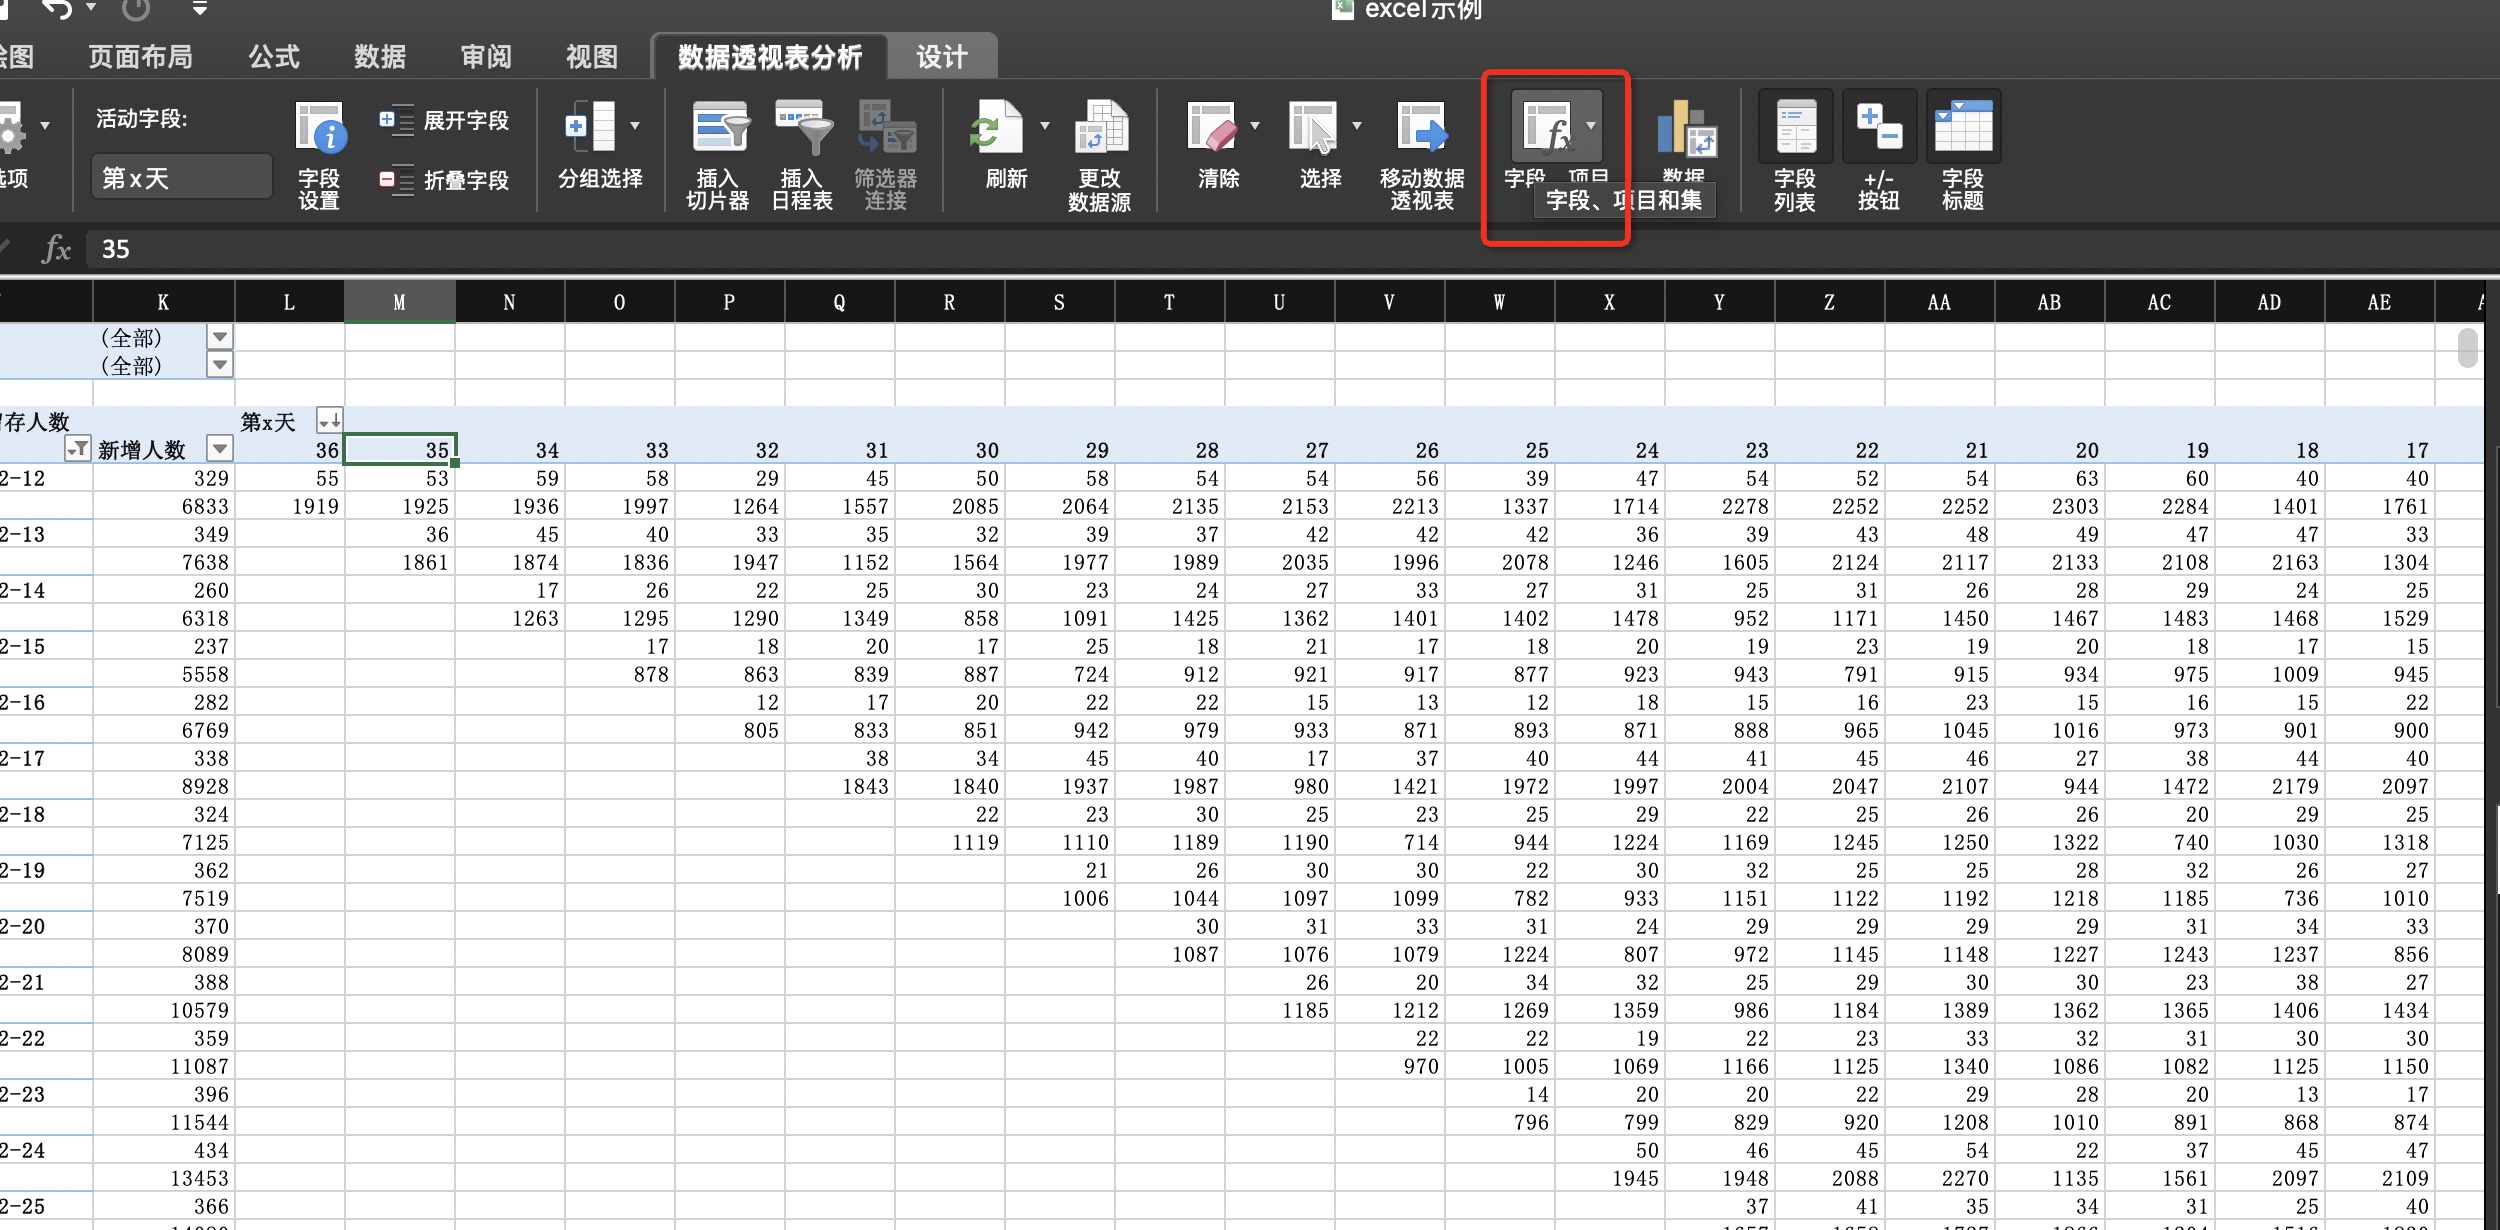 excel示例
绘图 页面布局 公式 数据 审阅 视图 数据透视表分析 设计
活动字段:
第x天
选项
字段
设置
展开字段
折叠字段
分组选择
插入
切片器
插入
日程表
筛选器
连接
刷新
更改
数据源
清除
选择
移动数据
透视表
字段、项目
字段、项目和集
数据
字段
列表
+/-
按钮
字段
标题
fx 35
K L M N O P Q R S T U V W X Y Z AA AB AC AD AE
(全部)
(全部)
留存人数 第x天
新增人数 36 35 34 33 32 31 30 29 28 27 26 25 24 23 22 21 20 19 18 17
2-12 329 55 53 59 58 29 45 50 58 54 54 56 39 47 54 52 54 63 60 40 40
6833 1919 1925 1936 1997 1264 1557 2085 2064 2135 2153 2213 1337 1714 2278 2252 2252 2303 2284 1401 1761
2-13 349 36 45 40 33 35 32 39 37 42 42 42 36 39 43 48 49 47 47 33
7638 1861 1874 1836 1947 1152 1564 1977 1989 2035 1996 2078 1246 1605 2124 2117 2133 2108 2163 1304
2-14 260 17 26 22 25 30 23 24 27 33 27 31 25 31 26 28 29 24 25
6318 1263 1295 1290 1349 858 1091 1425 1362 1401 1402 1478 952 1171 1450 1467 1483 1468 1529
2-15 237 17 18 20 17 25 18 21 17 18 20 19 23 19 20 18 17 15
5558 878 863 839 887 724 912 921 917 877 923 943 791 915 934 975 1009 945
2-16 282 12 17 20 22 22 15 13 12 18 15 16 23 15 16 15 22
6769 805 833 851 942 979 933 871 893 871 888 965 1045 1016 973 901 900
2-17 338 38 34 45 40 17 37 40 44 41 45 46 27 38 44 40
8928 1843 1840 1937 1987 980 1421 1972 1997 2004 2047 2107 944 1472 2179 2097
2-18 324 22 23 30 25 23 25 29 22 25 26 26 20 29 25
7125 1119 1110 1189 1190 714 944 1224 1169 1245 1250 1322 740 1030 1318
2-19 362 21 26 30 30 22 30 32 25 25 28 32 26 27
7519 1006 1044 1097 1099 782 933 1151 1122 1192 1218 1185 736 1010
2-20 370 30 31 33 31 24 29 29 29 29 31 34 33
8089 1087 1076 1079 1224 807 972 1145 1148 1227 1243 1237 856
2-21 388 26 20 34 32 25 29 30 30 23 38 27
10579 1185 1212 1269 1359 986 1184 1389 1362 1365 1406 1434
2-22 359 22 22 19 22 23 33 32 31 30 30
11087 970 1005 1069 1166 1125 1340 1086 1082 1125 1150
2-23 396 14 20 20 22 29 28 20 13 17
11544 796 799 829 920 1208 1010 891 868 874
2-24 434 50 46 45 54 22 37 45 47
13453 1945 1948 2088 2270 1135 1561 2097 2109
2-25 366 37 41 35 34 31 25 40